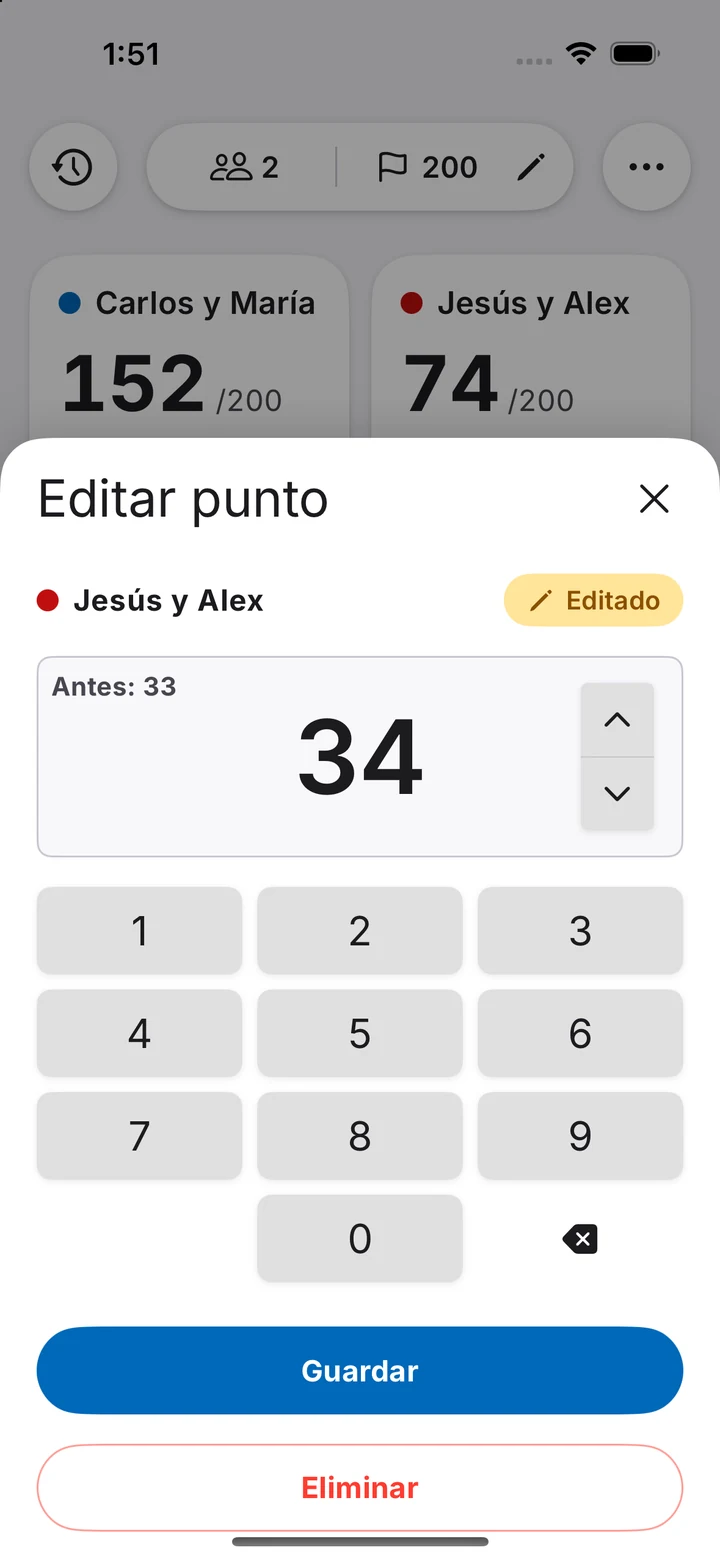 1:51
2
200
Carlos y María
Jesús y Alex
152 /200
74 /200
Editar punto
Jesús y Alex
Editado
Antes: 33
34
1 2 3
4 5 6
7 8 9
0
Guardar
Eliminar